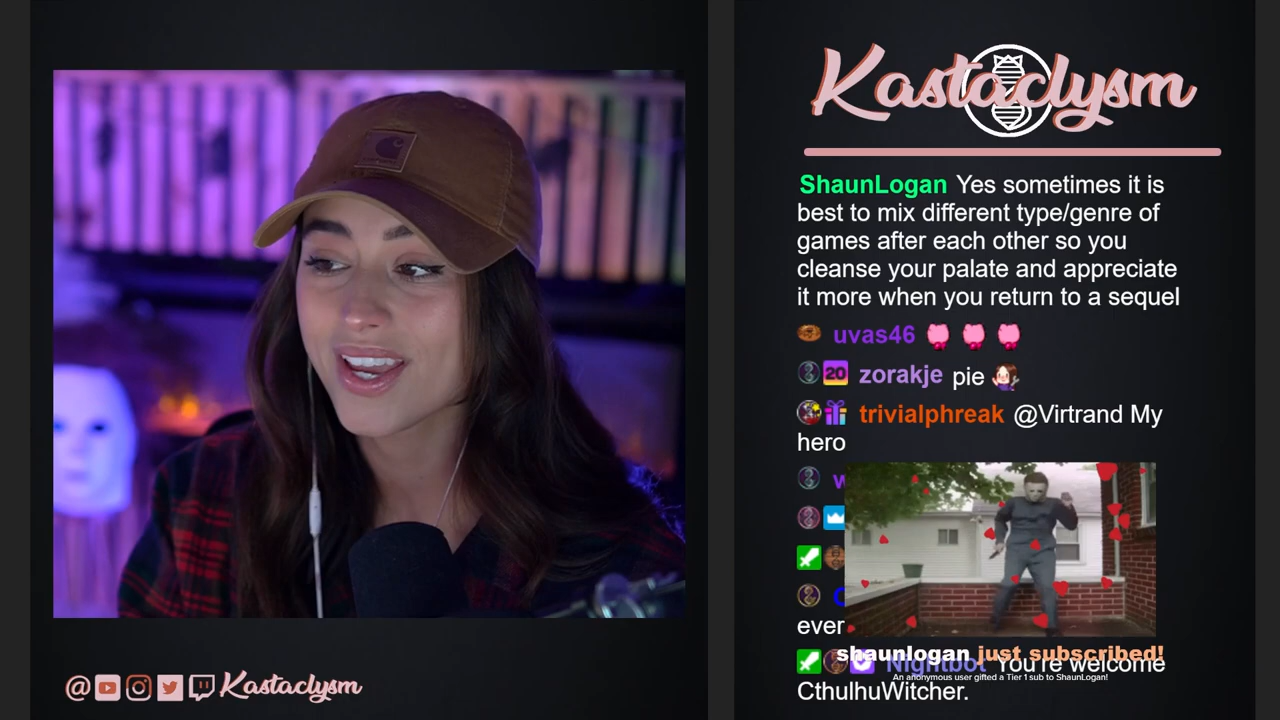 Kastaclysm
ShaunLogan Yes sometimes it is
best to mix different type/genre of
games after each other so you
cleanse your palate and appreciate
it more when you return to a sequel
uvas46
20 zorakje pie
trivialphreak @Virtrand My
hero
ever
shaunlogan just subscribed!
Nightbot You're welcome
An anonymous user gifted a Tier 1 sub to ShaunLogan!
CthulhuWitcher.
@ Kastaclysm